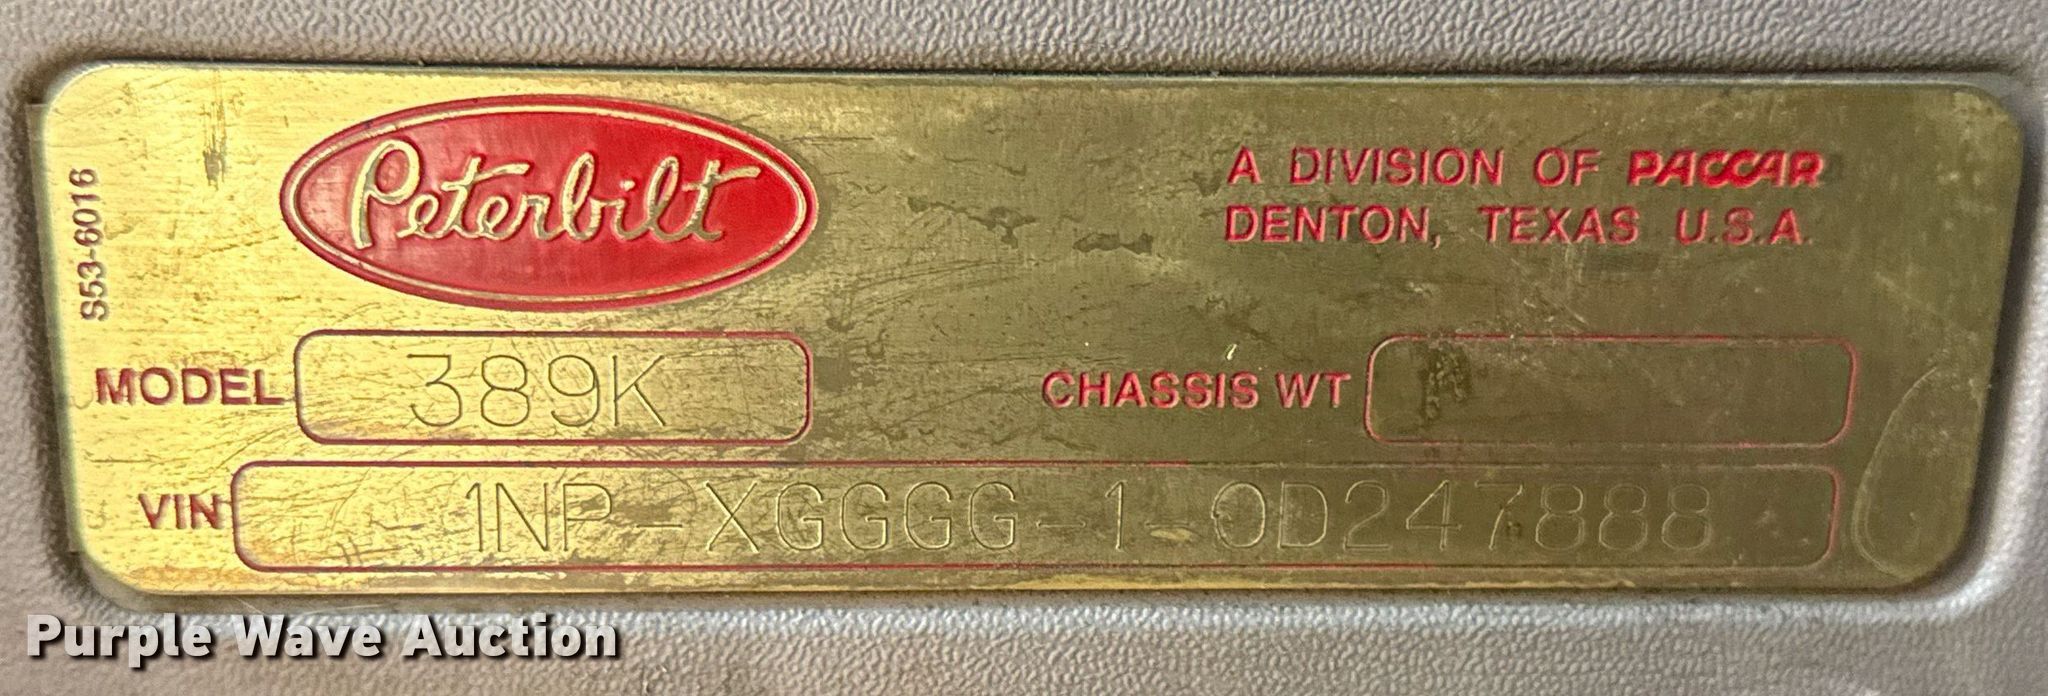 S53-6016
Peterbilt
A DIVISION OF PACCAR
DENTON, TEXAS U.S.A.
MODEL 389K
CHASSIS WT
VIN 1NP-XGGGG-1-0D247888
Purple Wave Auction